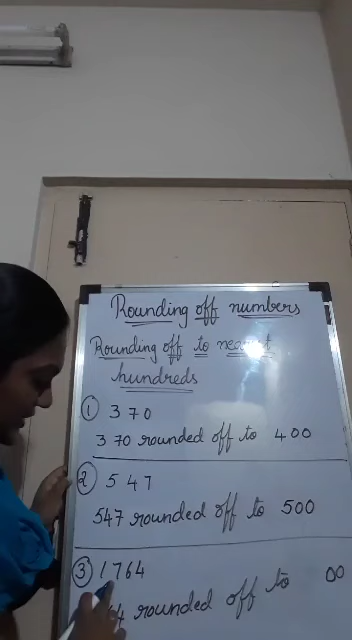 Rounding off numbers
Rounding off to nearest
hundreds
① 370
370 rounded off to 400
② 547
547 rounded off to 500
③ 1764
rounded off to 00